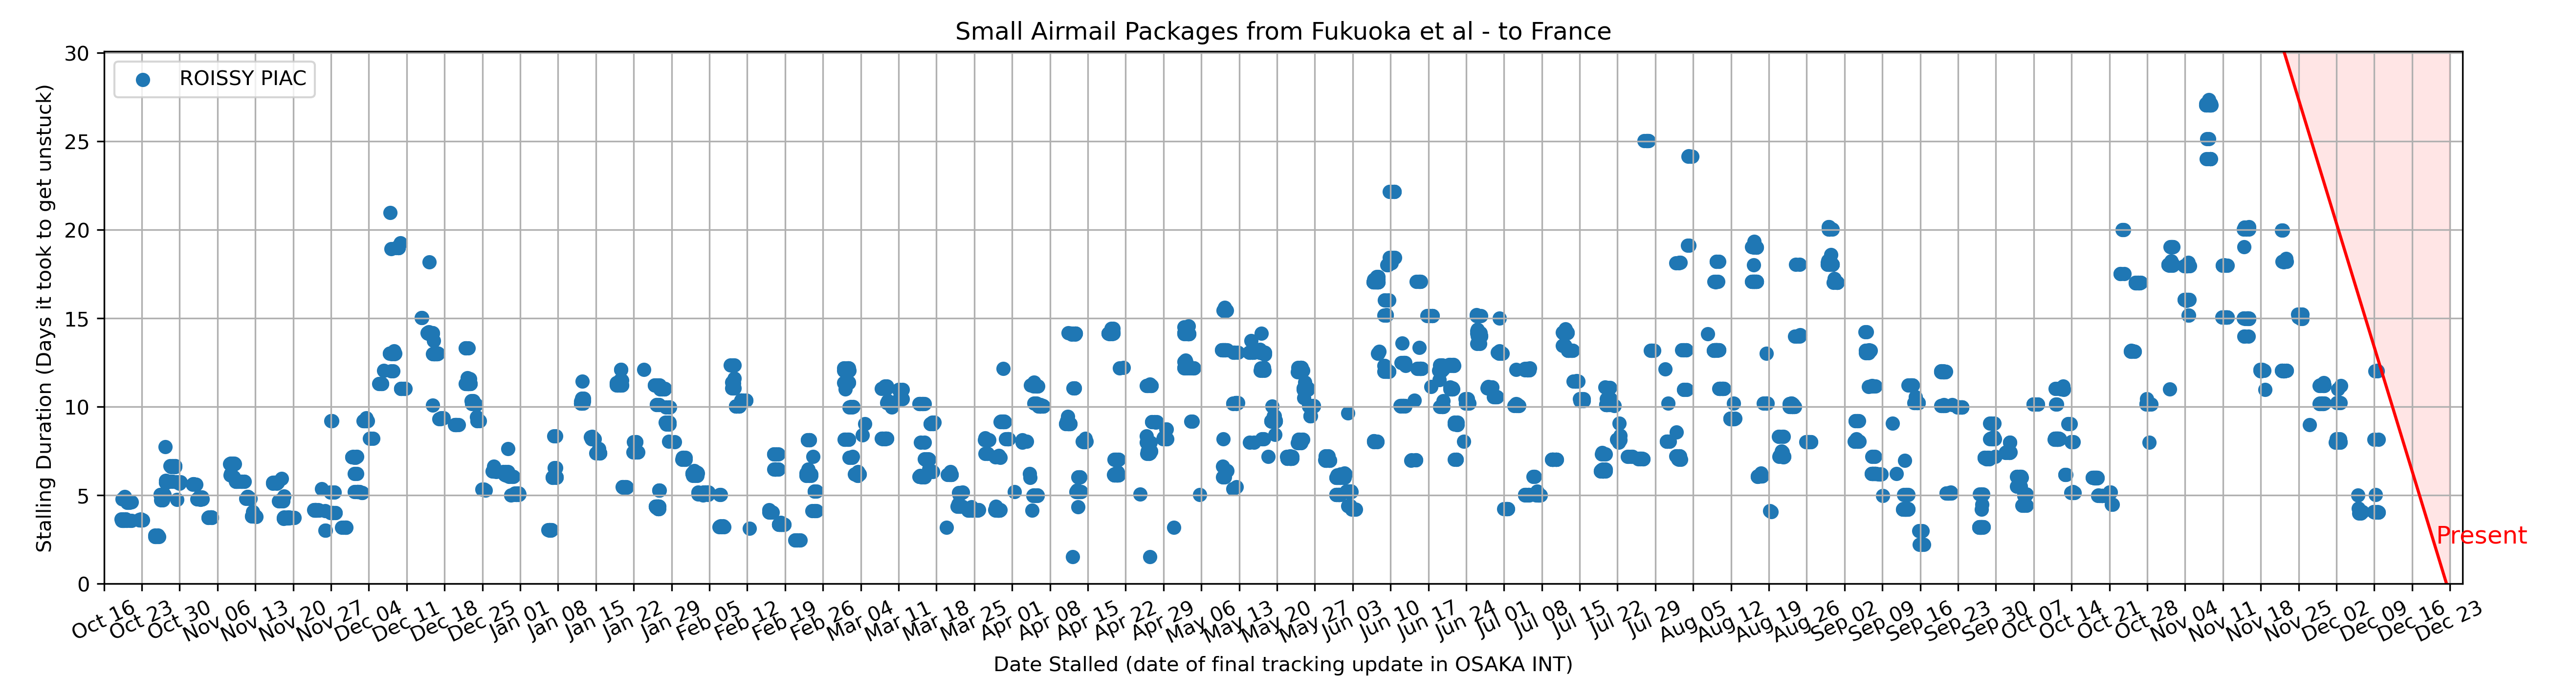 Small Airmail Packages from Fukuoka et al - to France
ROISSY PIAC
Stalling Duration (Days it took to get unstuck)
30
25
20
15
10
5
0
Present
Oct 16
Oct 23
Oct 30
Nov 06
Nov 13
Nov 20
Nov 27
Dec 04
Dec 11
Dec 18
Dec 25
Jan 01
Jan 08
Jan 15
Jan 22
Jan 29
Feb 05
Feb 12
Feb 19
Feb 26
Mar 04
Mar 11
Mar 18
Mar 25
Apr 01
Apr 08
Apr 15
Apr 22
Apr 29
May 06
May 13
May 20
May 27
Jun 03
Jun 10
Jun 17
Jun 24
Jul 01
Jul 08
Jul 15
Jul 22
Jul 29
Aug 05
Aug 12
Aug 19
Aug 26
Sep 02
Sep 09
Sep 16
Sep 23
Sep 30
Oct 07
Oct 14
Oct 21
Oct 28
Nov 04
Nov 11
Nov 18
Nov 25
Dec 02
Dec 09
Dec 16
Dec 23
Date Stalled (date of final tracking update in OSAKA INT)